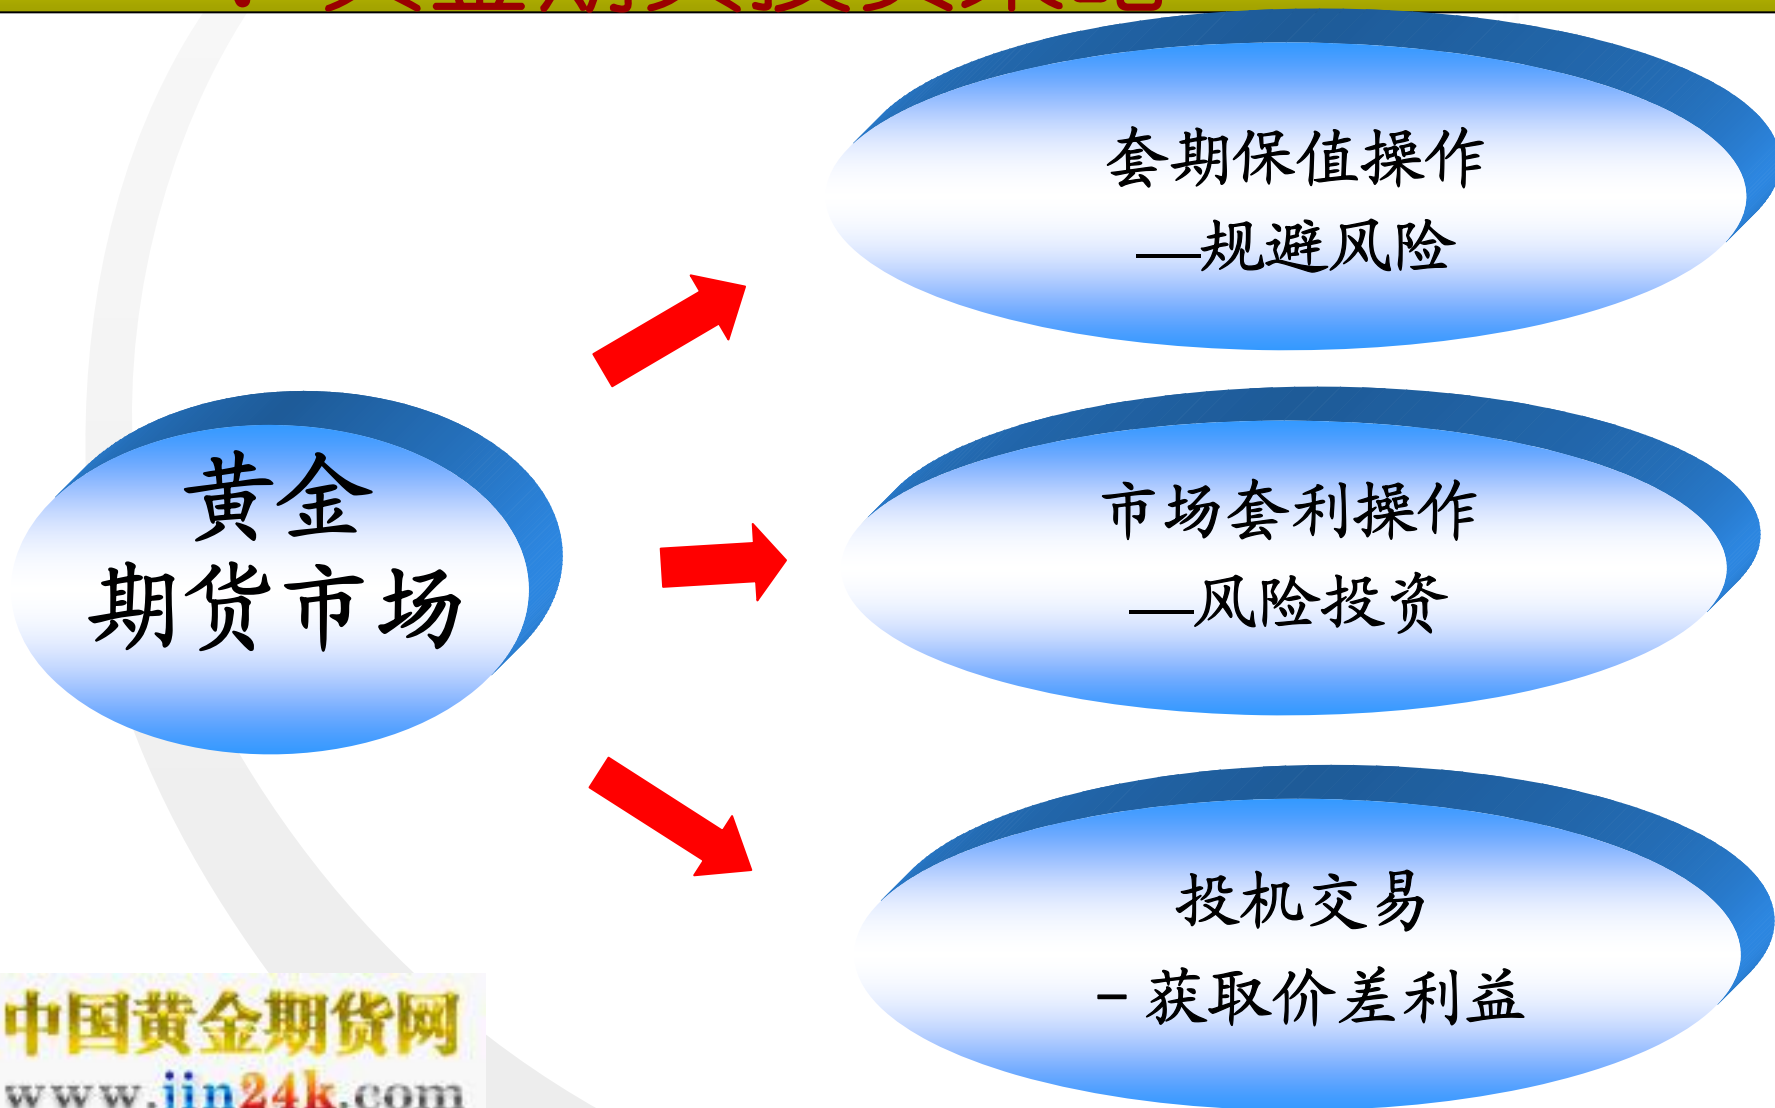 黄金
期货市场
套期保值操作
—规避风险
市场套利操作
—风险投资
投机交易
－获取价差利益
中国黄金期货网
www.jin24k.com